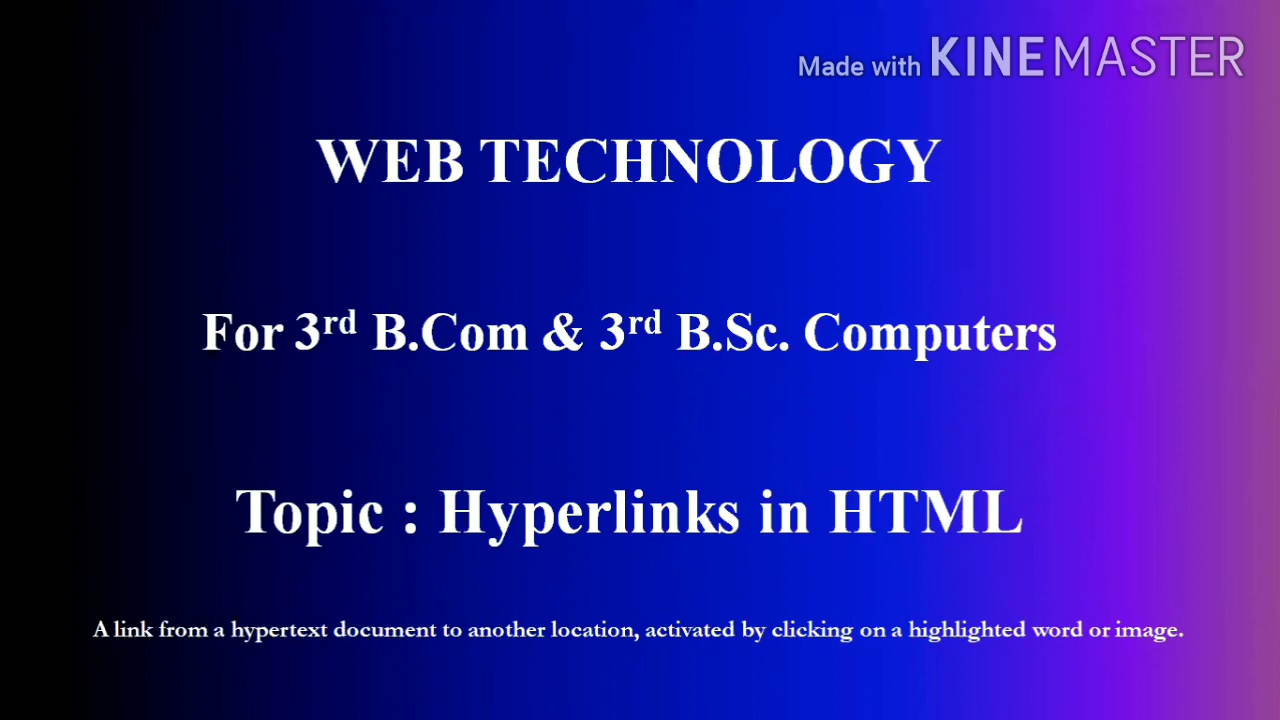 Made with KINEMASTER
WEB TECHNOLOGY
For 3rd B.Com & 3rd B.Sc. Computers
Topic : Hyperlinks in HTML
A link from a hypertext document to another location, activated by clicking on a highlighted word or image.